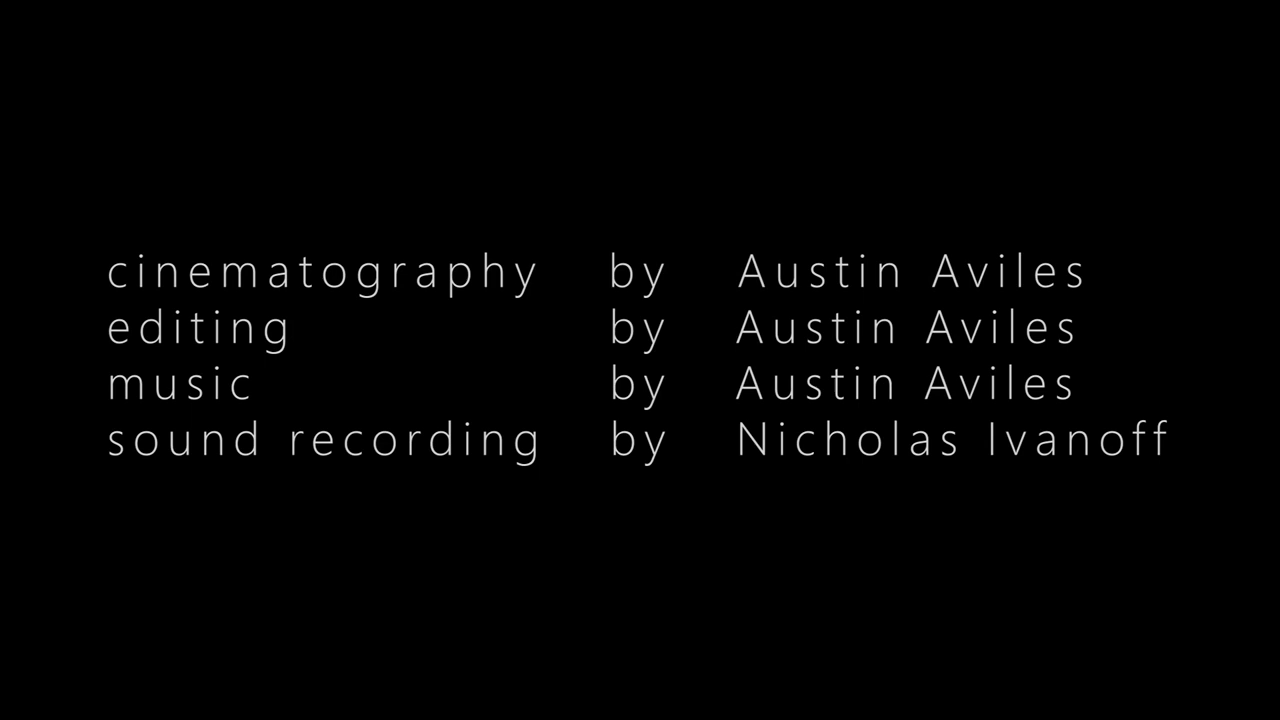 cinematography by Austin Aviles
editing by Austin Aviles
music by Austin Aviles
sound recording by Nicholas Ivanoff